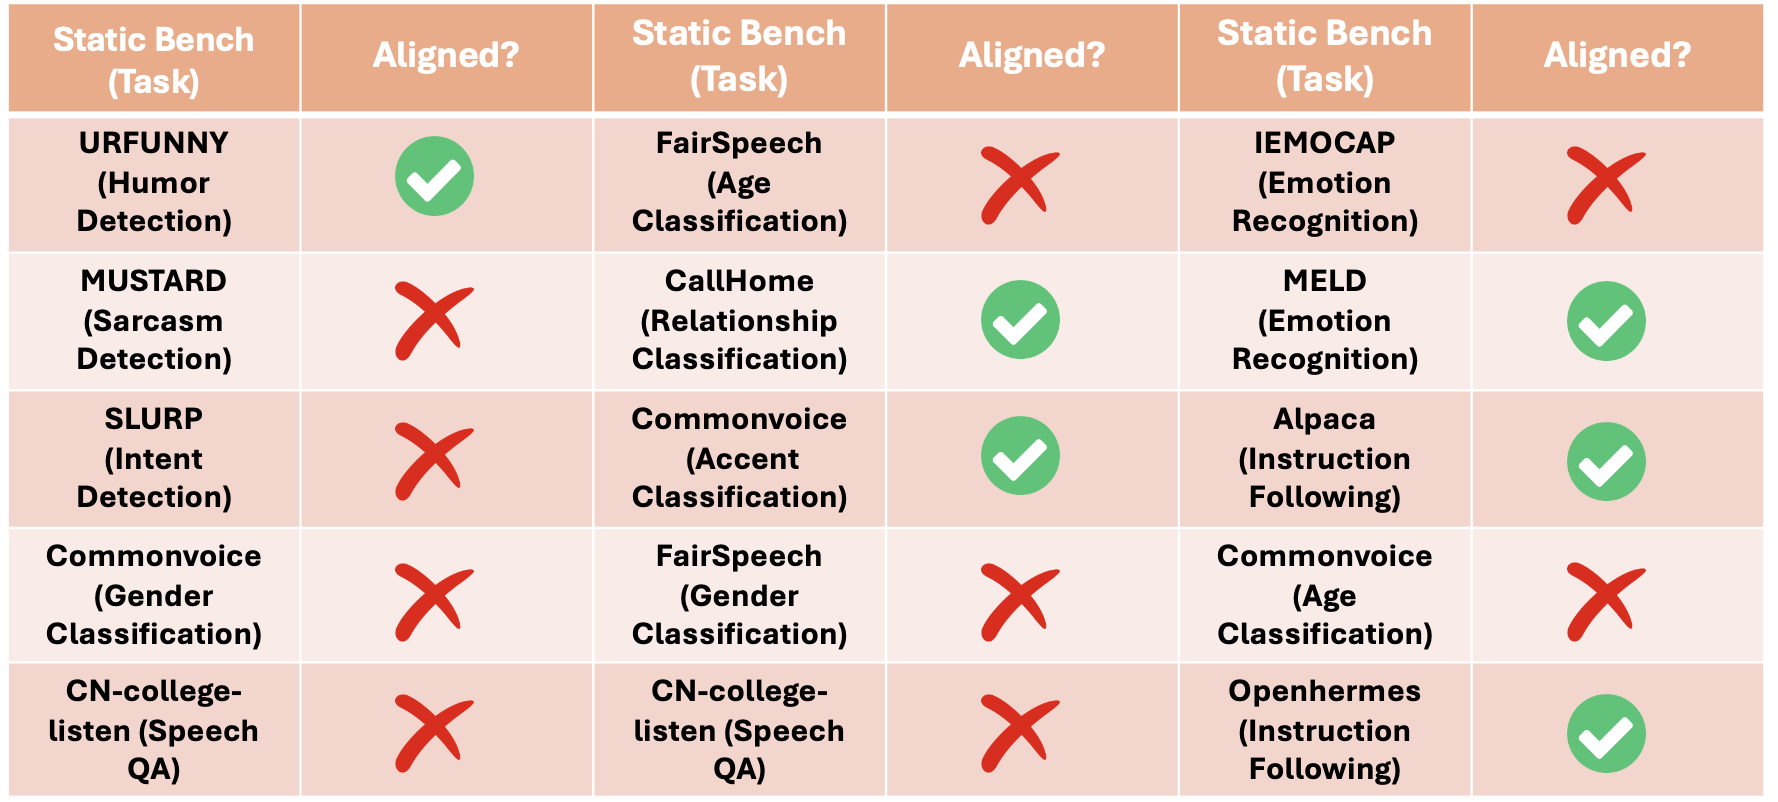 Static Bench
(Task)
Aligned?
Static Bench
(Task)
Aligned?
Static Bench
(Task)
Aligned?
URFUNNY
(Humor
Detection)
FairSpeech
(Age
Classification)
IEMOCAP
(Emotion
Recognition)
MUSTARD
(Sarcasm
Detection)
CallHome
(Relationship
Classification)
MELD
(Emotion
Recognition)
SLURP
(Intent
Detection)
Commonvoice
(Accent
Classification)
Alpaca
(Instruction
Following)
Commonvoice
(Gender
Classification)
FairSpeech
(Gender
Classification)
Commonvoice
(Age
Classification)
CN-college-
listen (Speech
QA)
CN-college-
listen (Speech
QA)
Openhermes
(Instruction
Following)